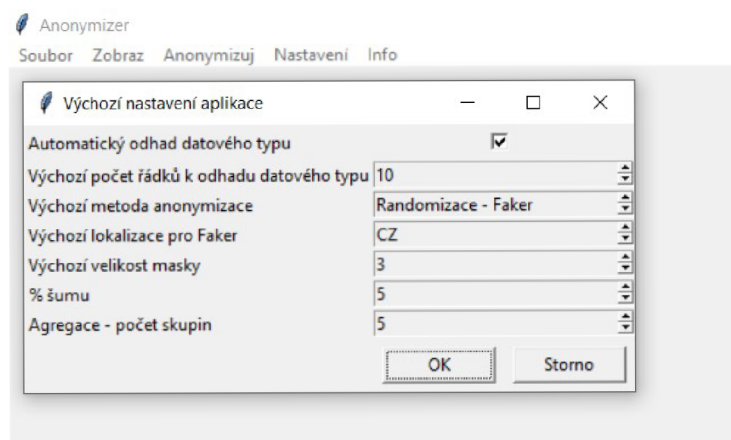 Anonymizer
Soubor Zobraz Anonymizuj Nastavení Info
Výchozí nastavení aplikace
Automatický odhad datového typu
Výchozí počet řádků k odhadu datového typu 10
Výchozí metoda anonymizace Randomizace - Faker
Výchozí lokalizace pro Faker CZ
Výchozí velikost masky 3
% šumu 5
Agregace - počet skupin 5
OK Storno